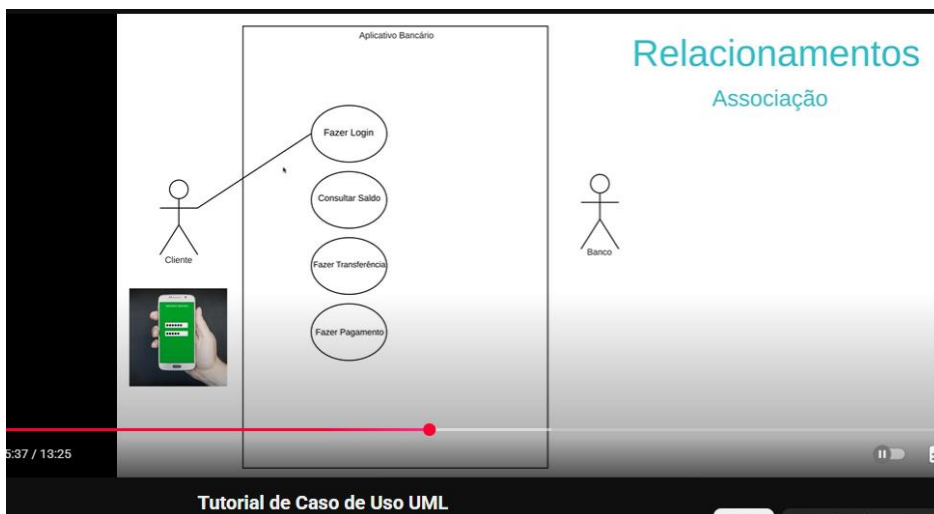 Aplicativo Bancário
Relacionamentos
Associação
Fazer Login
Consultar Saldo
Fazer Transferência
Fazer Pagamento
Cliente
Banco
5:37 / 13:25
Tutorial de Caso de Uso UML